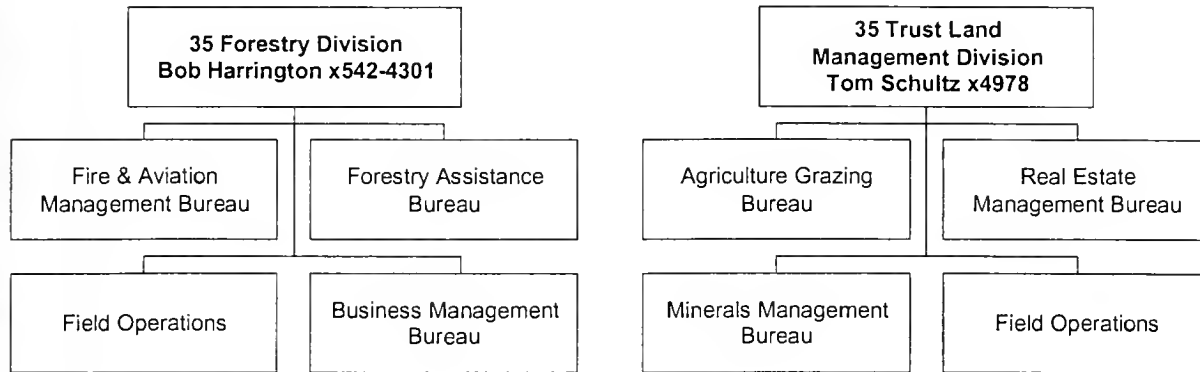 35 Forestry Division
Bob Harrington x542-4301
35 Trust Land
Management Division
Tom Schultz x4978
Fire & Aviation
Management Bureau
Forestry Assistance
Bureau
Agriculture Grazing
Bureau
Real Estate
Management Bureau
Field Operations
Business Management
Bureau
Minerals Management
Bureau
Field Operations